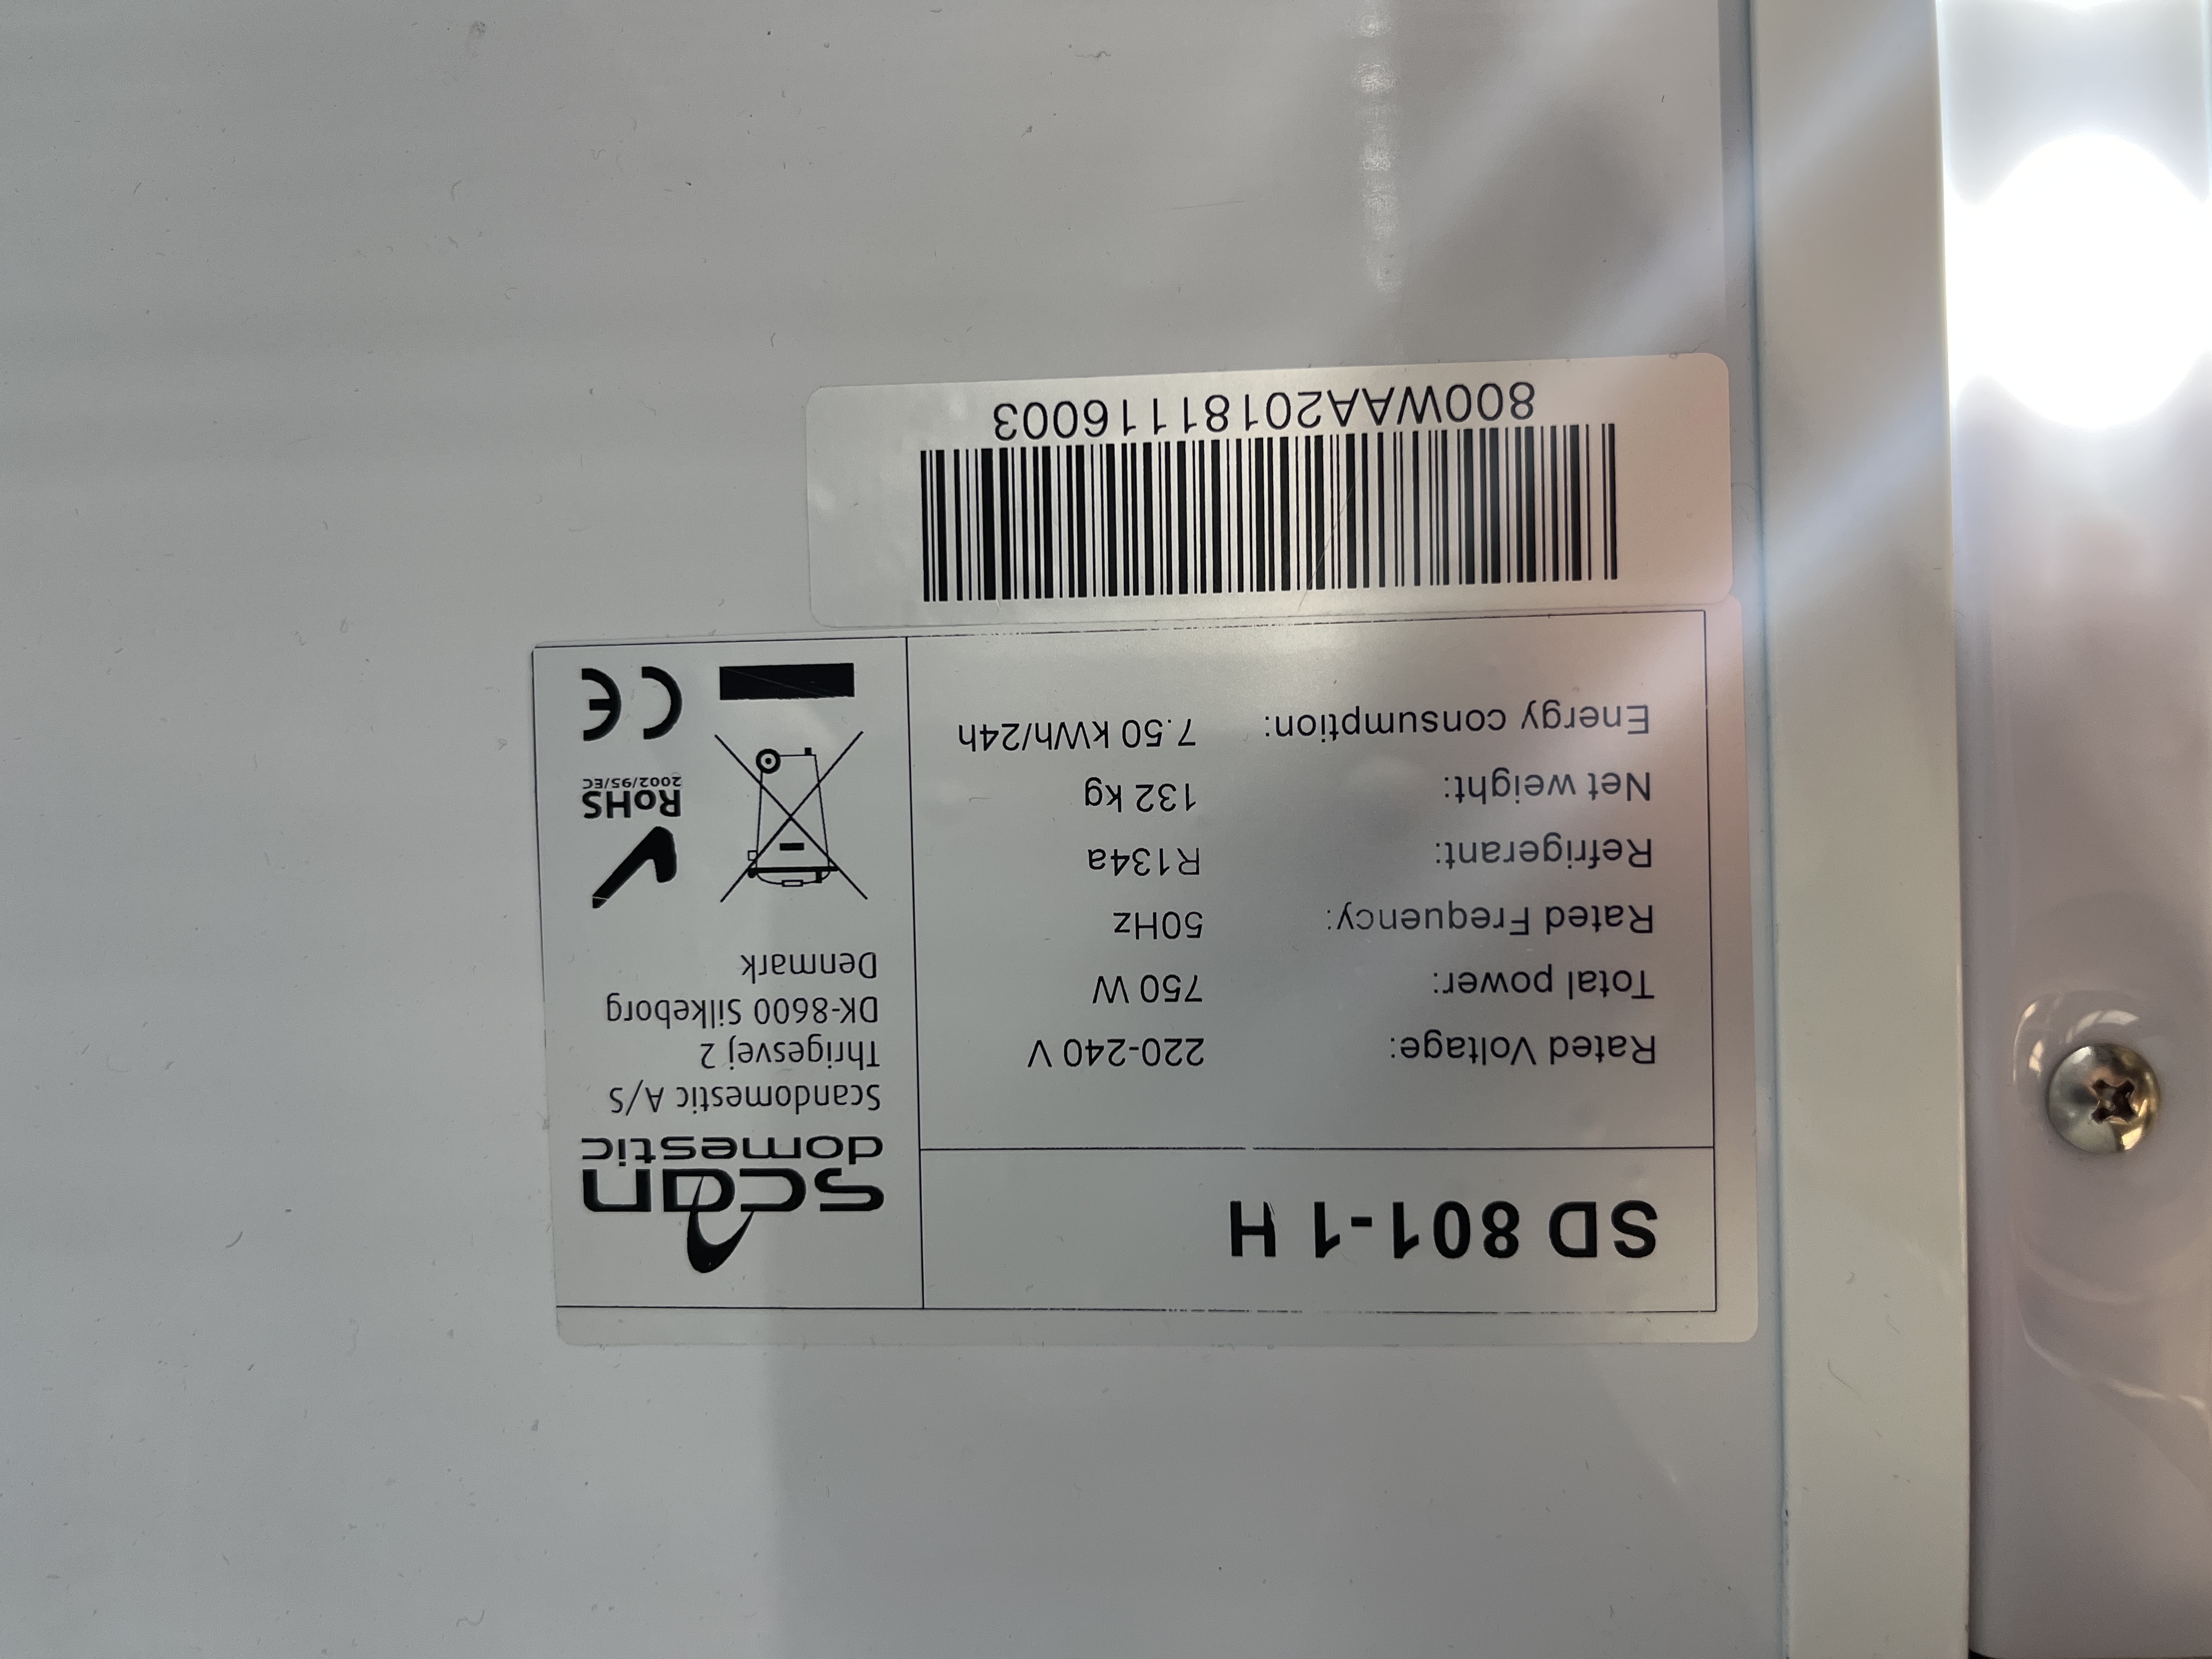 SD 801-1 H
Rated Voltage: 220-240 V
Total power: 750 W
Rated Frequency: 50Hz
Refrigerant: R134a
Net weight: 132 kg
Energy consumption: 7.50 kWh/24h
scan
domestic
Scandomestic A/S
Thrigesvej 2
DK-8600 Silkeborg
Denmark
RoHS
2002/95/EC
CE
800WAA20181116003